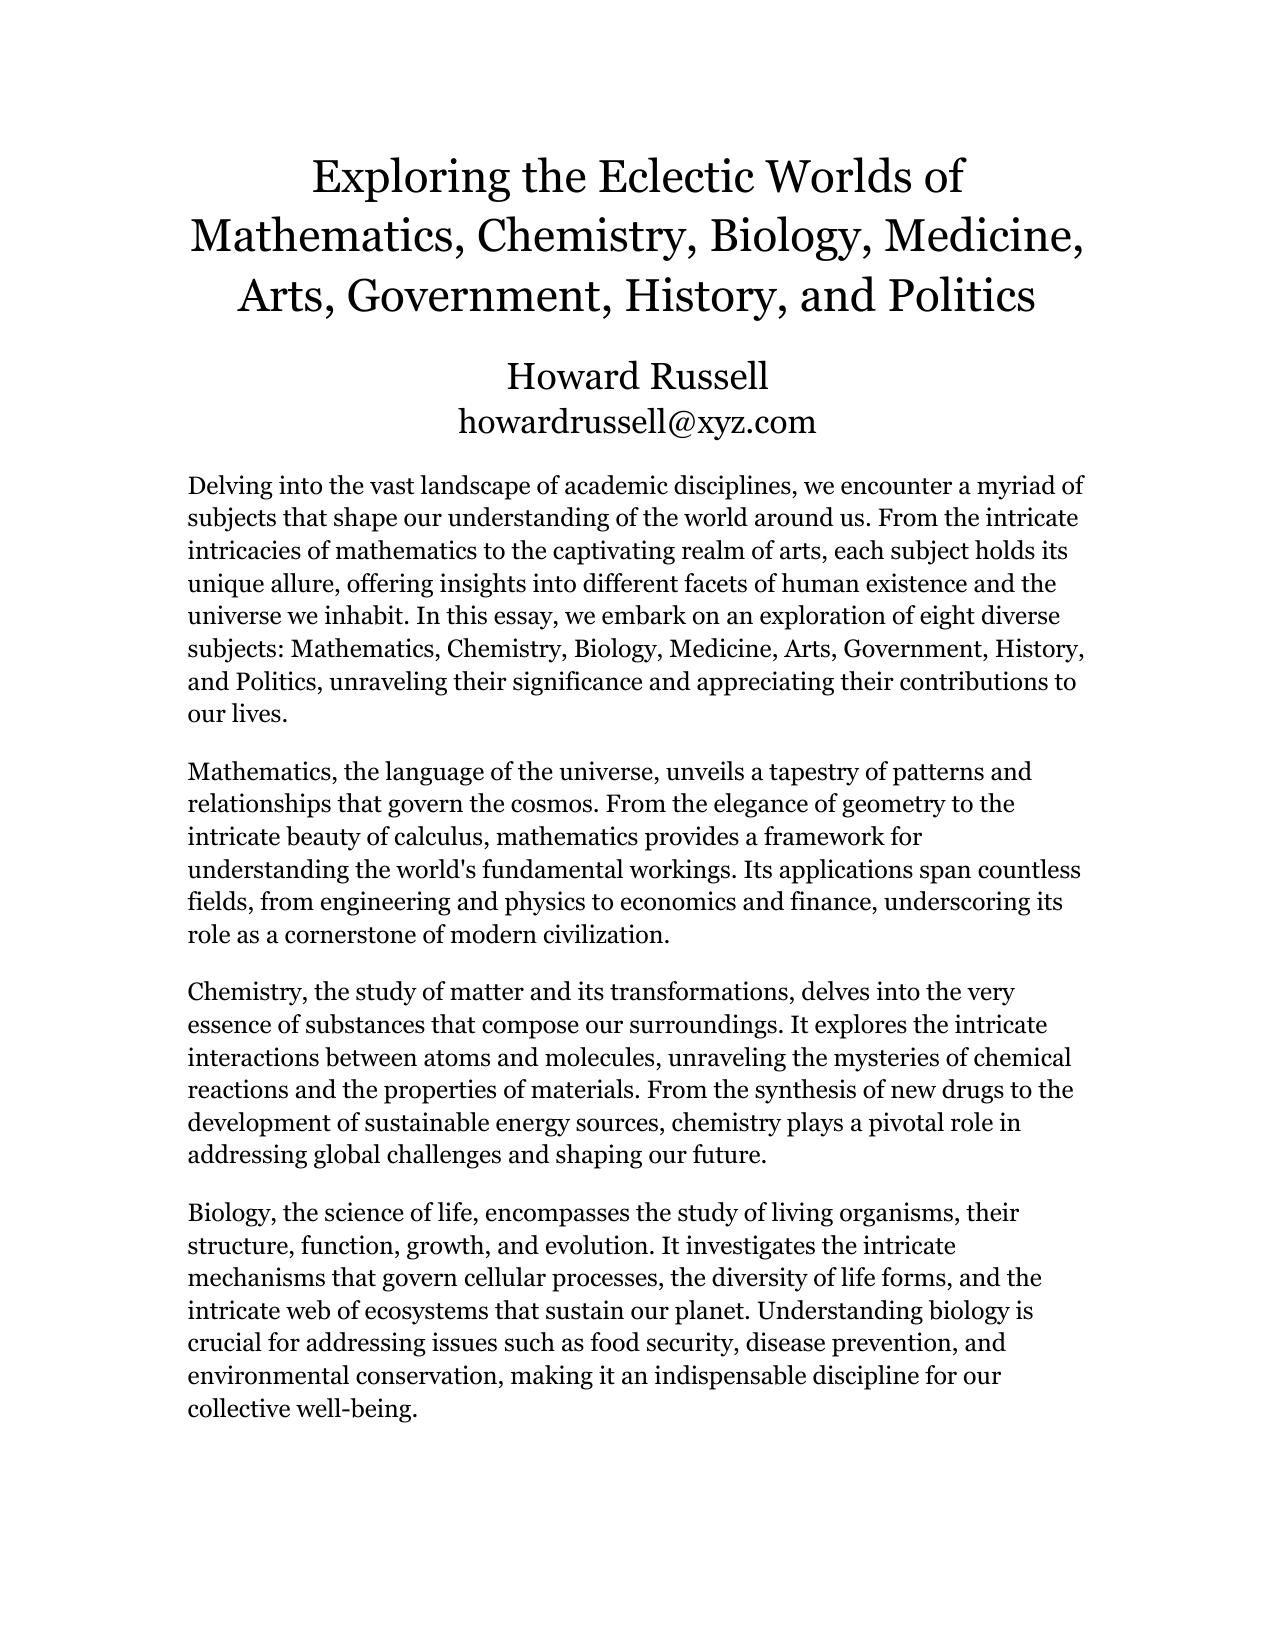 Exploring the Eclectic Worlds of
Mathematics, Chemistry, Biology, Medicine,
Arts, Government, History, and Politics
Howard Russell
howardrussell@xyz.com
Delving into the vast landscape of academic disciplines, we encounter a myriad of
subjects that shape our understanding of the world around us. From the intricate
intricacies of mathematics to the captivating realm of arts, each subject holds its
unique allure, offering insights into different facets of human existence and the
universe we inhabit. In this essay, we embark on an exploration of eight diverse
subjects: Mathematics, Chemistry, Biology, Medicine, Arts, Government, History,
and Politics, unraveling their significance and appreciating their contributions to
our lives.
Mathematics, the language of the universe, unveils a tapestry of patterns and
relationships that govern the cosmos. From the elegance of geometry to the
intricate beauty of calculus, mathematics provides a framework for
understanding the world's fundamental workings. Its applications span countless
fields, from engineering and physics to economics and finance, underscoring its
role as a cornerstone of modern civilization.
Chemistry, the study of matter and its transformations, delves into the very
essence of substances that compose our surroundings. It explores the intricate
interactions between atoms and molecules, unraveling the mysteries of chemical
reactions and the properties of materials. From the synthesis of new drugs to the
development of sustainable energy sources, chemistry plays a pivotal role in
addressing global challenges and shaping our future.
Biology, the science of life, encompasses the study of living organisms, their
structure, function, growth, and evolution. It investigates the intricate
mechanisms that govern cellular processes, the diversity of life forms, and the
intricate web of ecosystems that sustain our planet. Understanding biology is
crucial for addressing issues such as food security, disease prevention, and
environmental conservation, making it an indispensable discipline for our
collective well-being.